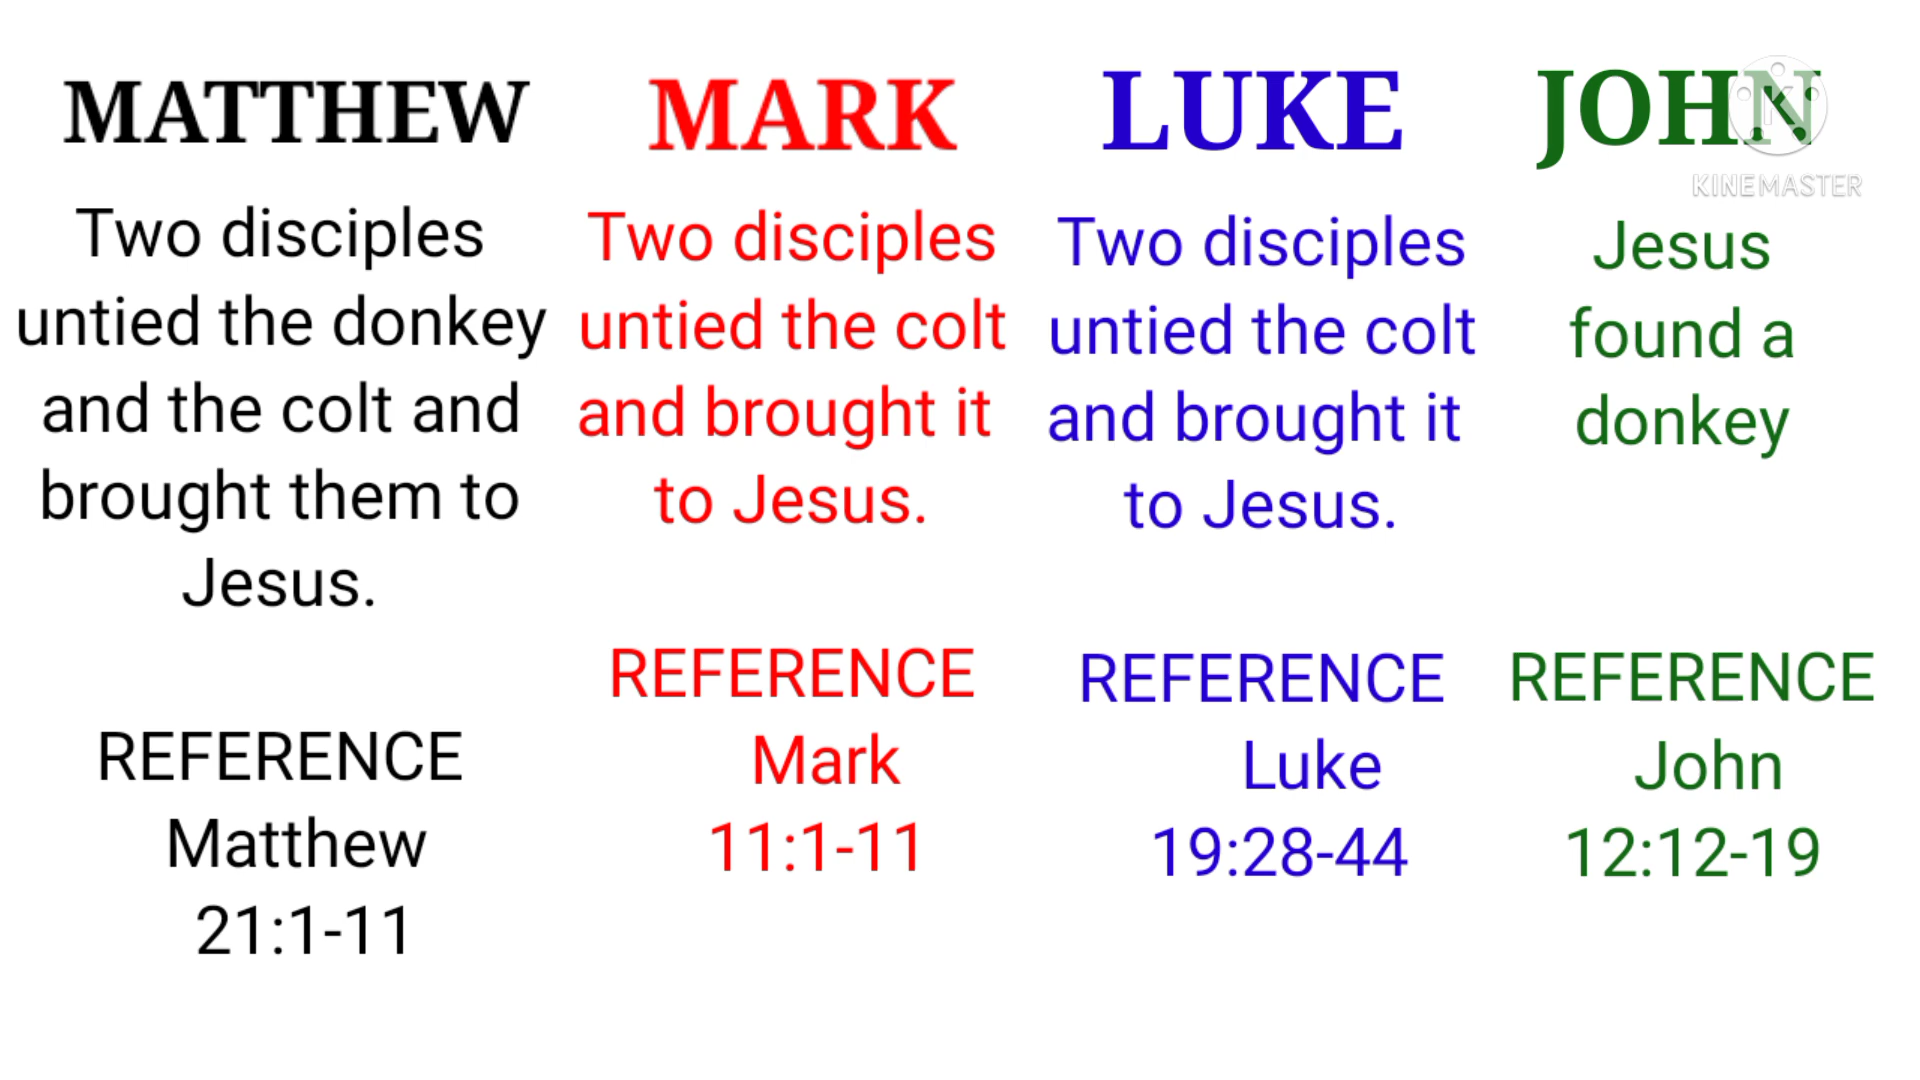 MATTHEW
Two disciples
untied the donkey
and the colt and
brought them to
Jesus.
REFERENCE
Matthew
21:1-11
MARK
Two disciples
untied the colt
and brought it
to Jesus.
REFERENCE
Mark
11:1-11
LUKE
Two disciples
untied the colt
and brought it
to Jesus.
REFERENCE
Luke
19:28-44
JOHN
K
KINEMASTER
Jesus
found a
donkey
REFERENCE
John
12:12-19